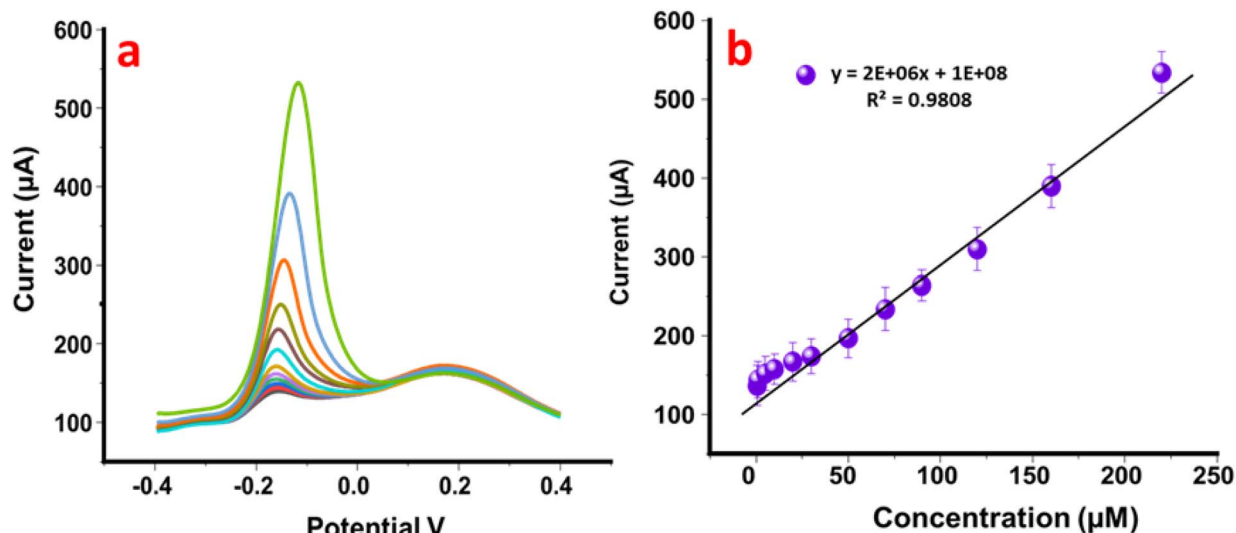 a
Current (µA)
600
500
400
300
200
100
-0.4
-0.2
0.0
0.2
0.4
Potential V
b
y = 2E+06x + 1E+08
R² = 0.9808
Current (µA)
600
500
400
300
200
100
0
50
100
150
200
250
Concentration (µM)